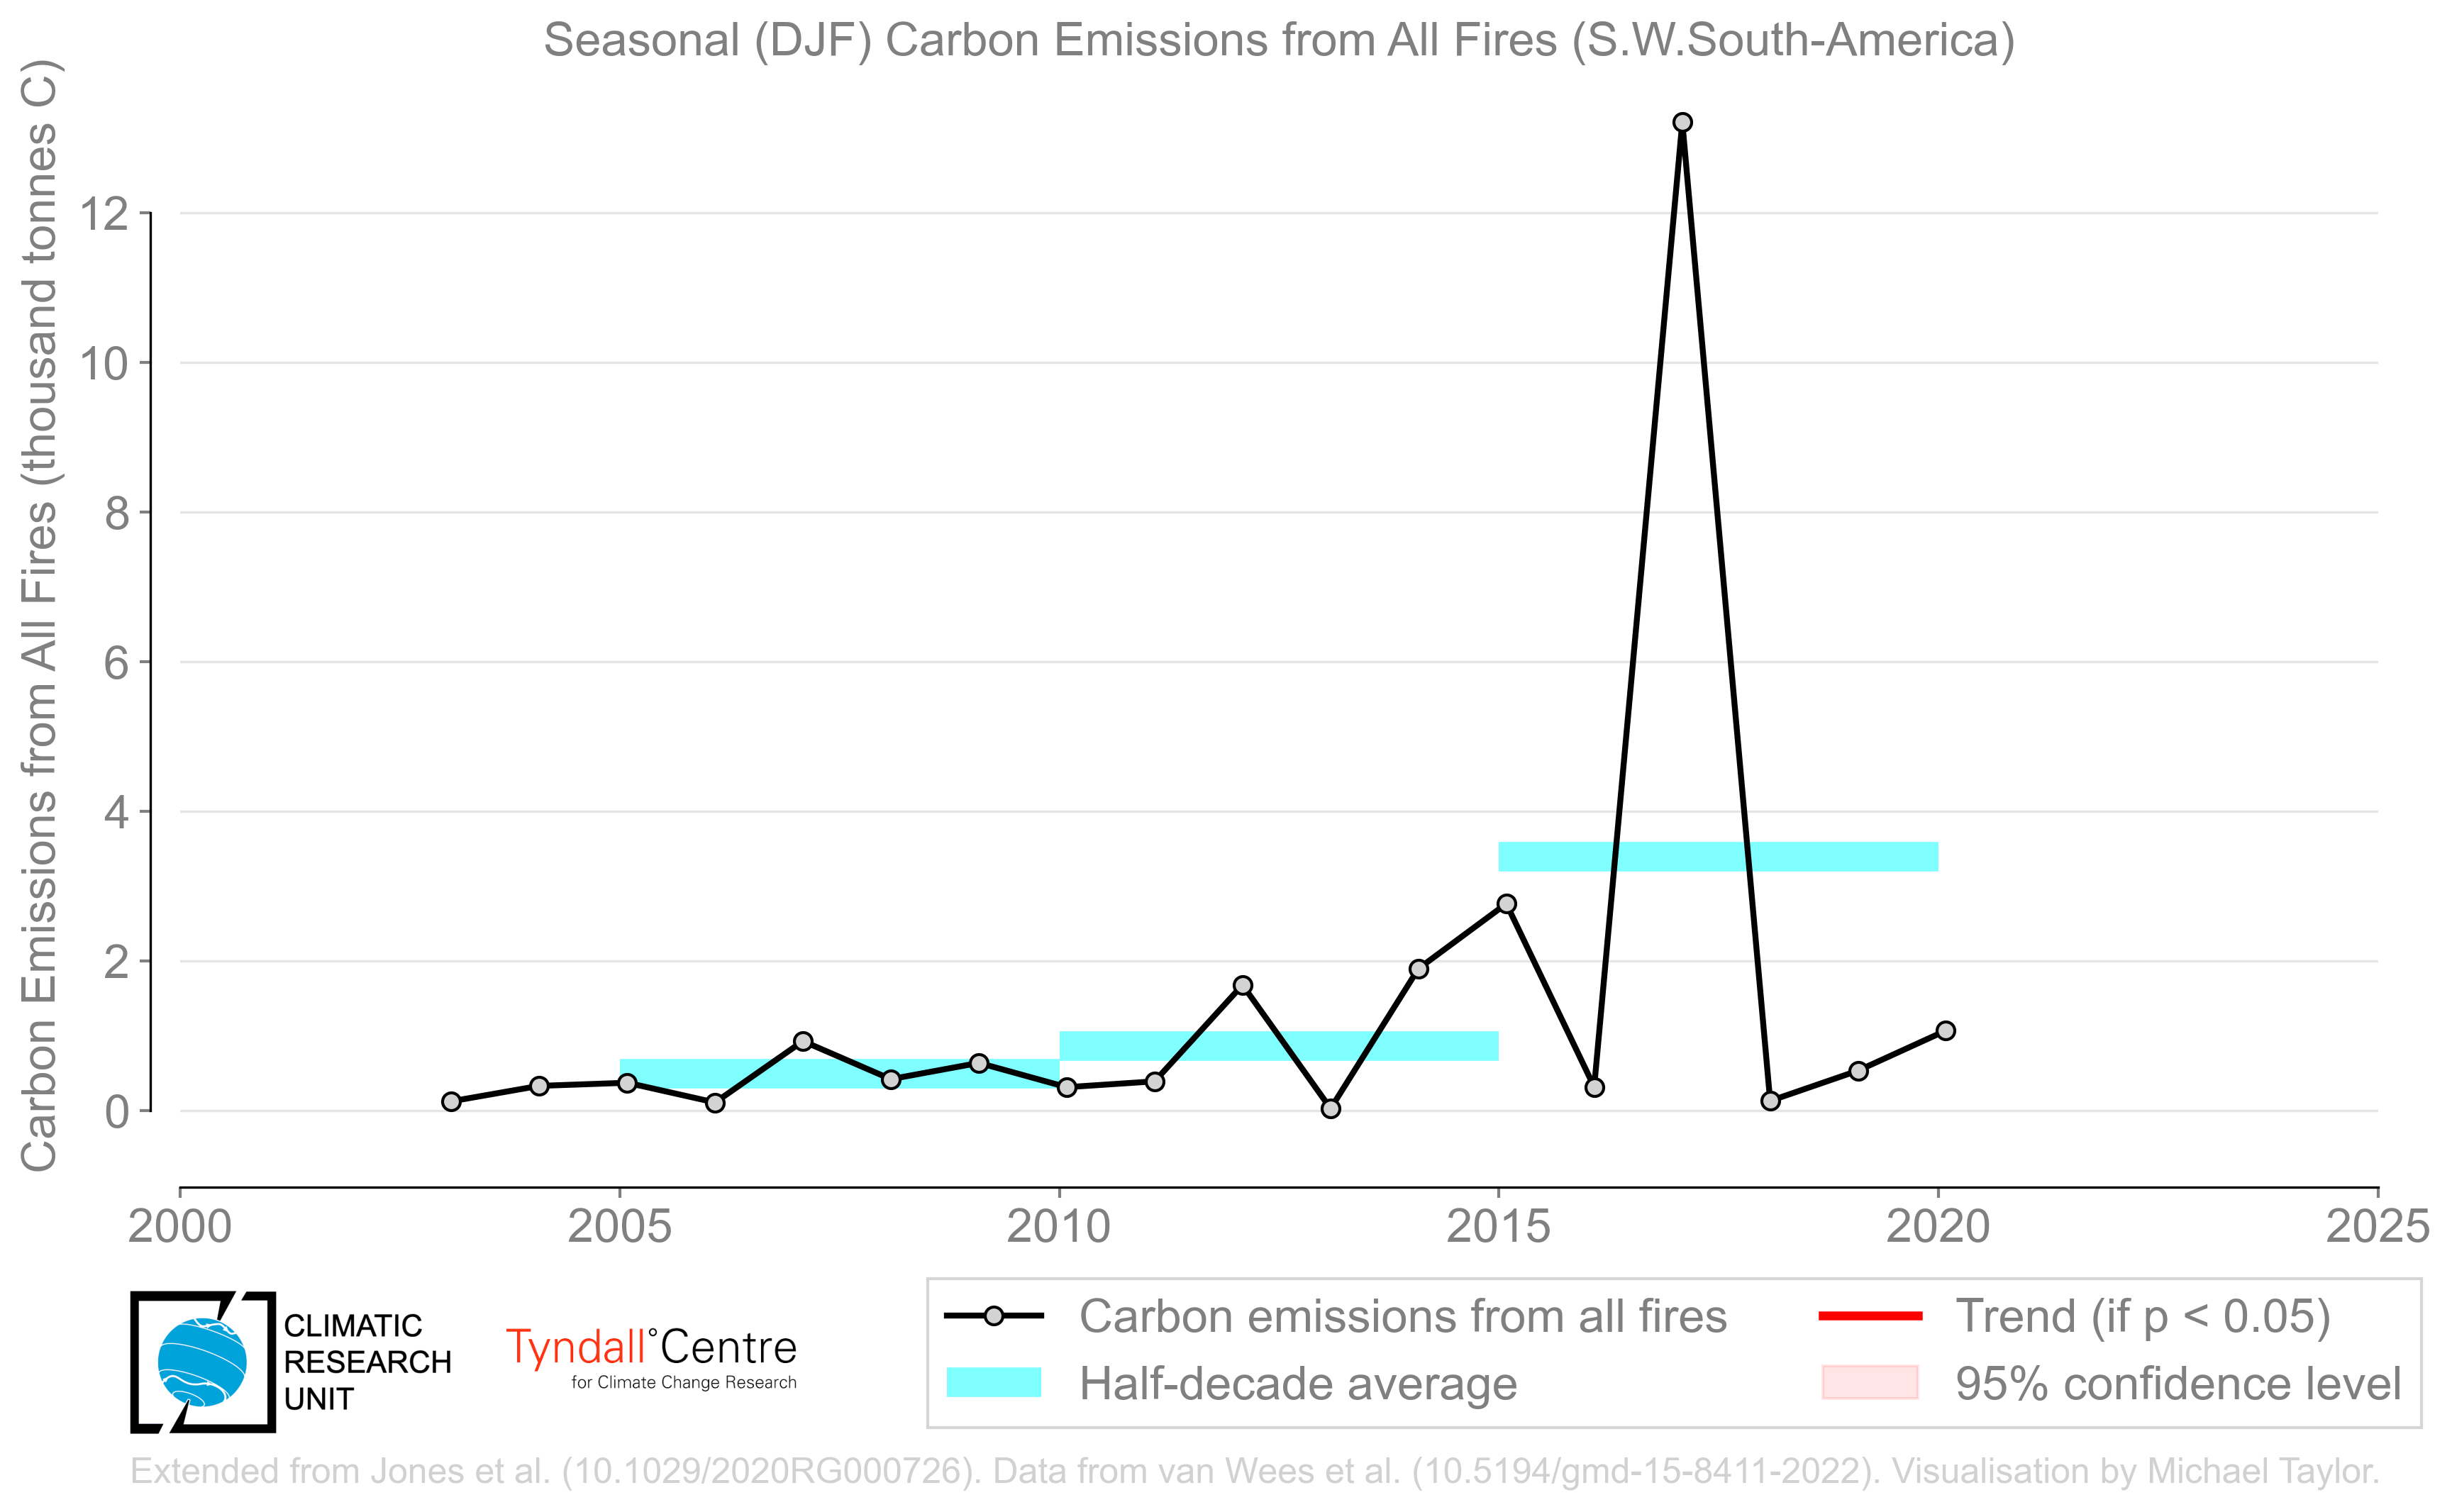 Seasonal (DJF) Carbon Emissions from All Fires (S.W.South-America)
Carbon Emissions from All Fires (thousand tonnes C)
12
10
8
6
4
2
0
2000 2005 2010 2015 2020 2025
CLIMATIC
RESEARCH
UNIT
Tyndall°Centre
for Climate Change Research
Carbon emissions from all fires
Half-decade average
Trend (if p < 0.05)
95% confidence level
Extended from Jones et al. (10.1029/2020RG000726). Data from van Wees et al. (10.5194/gmd-15-8411-2022). Visualisation by Michael Taylor.